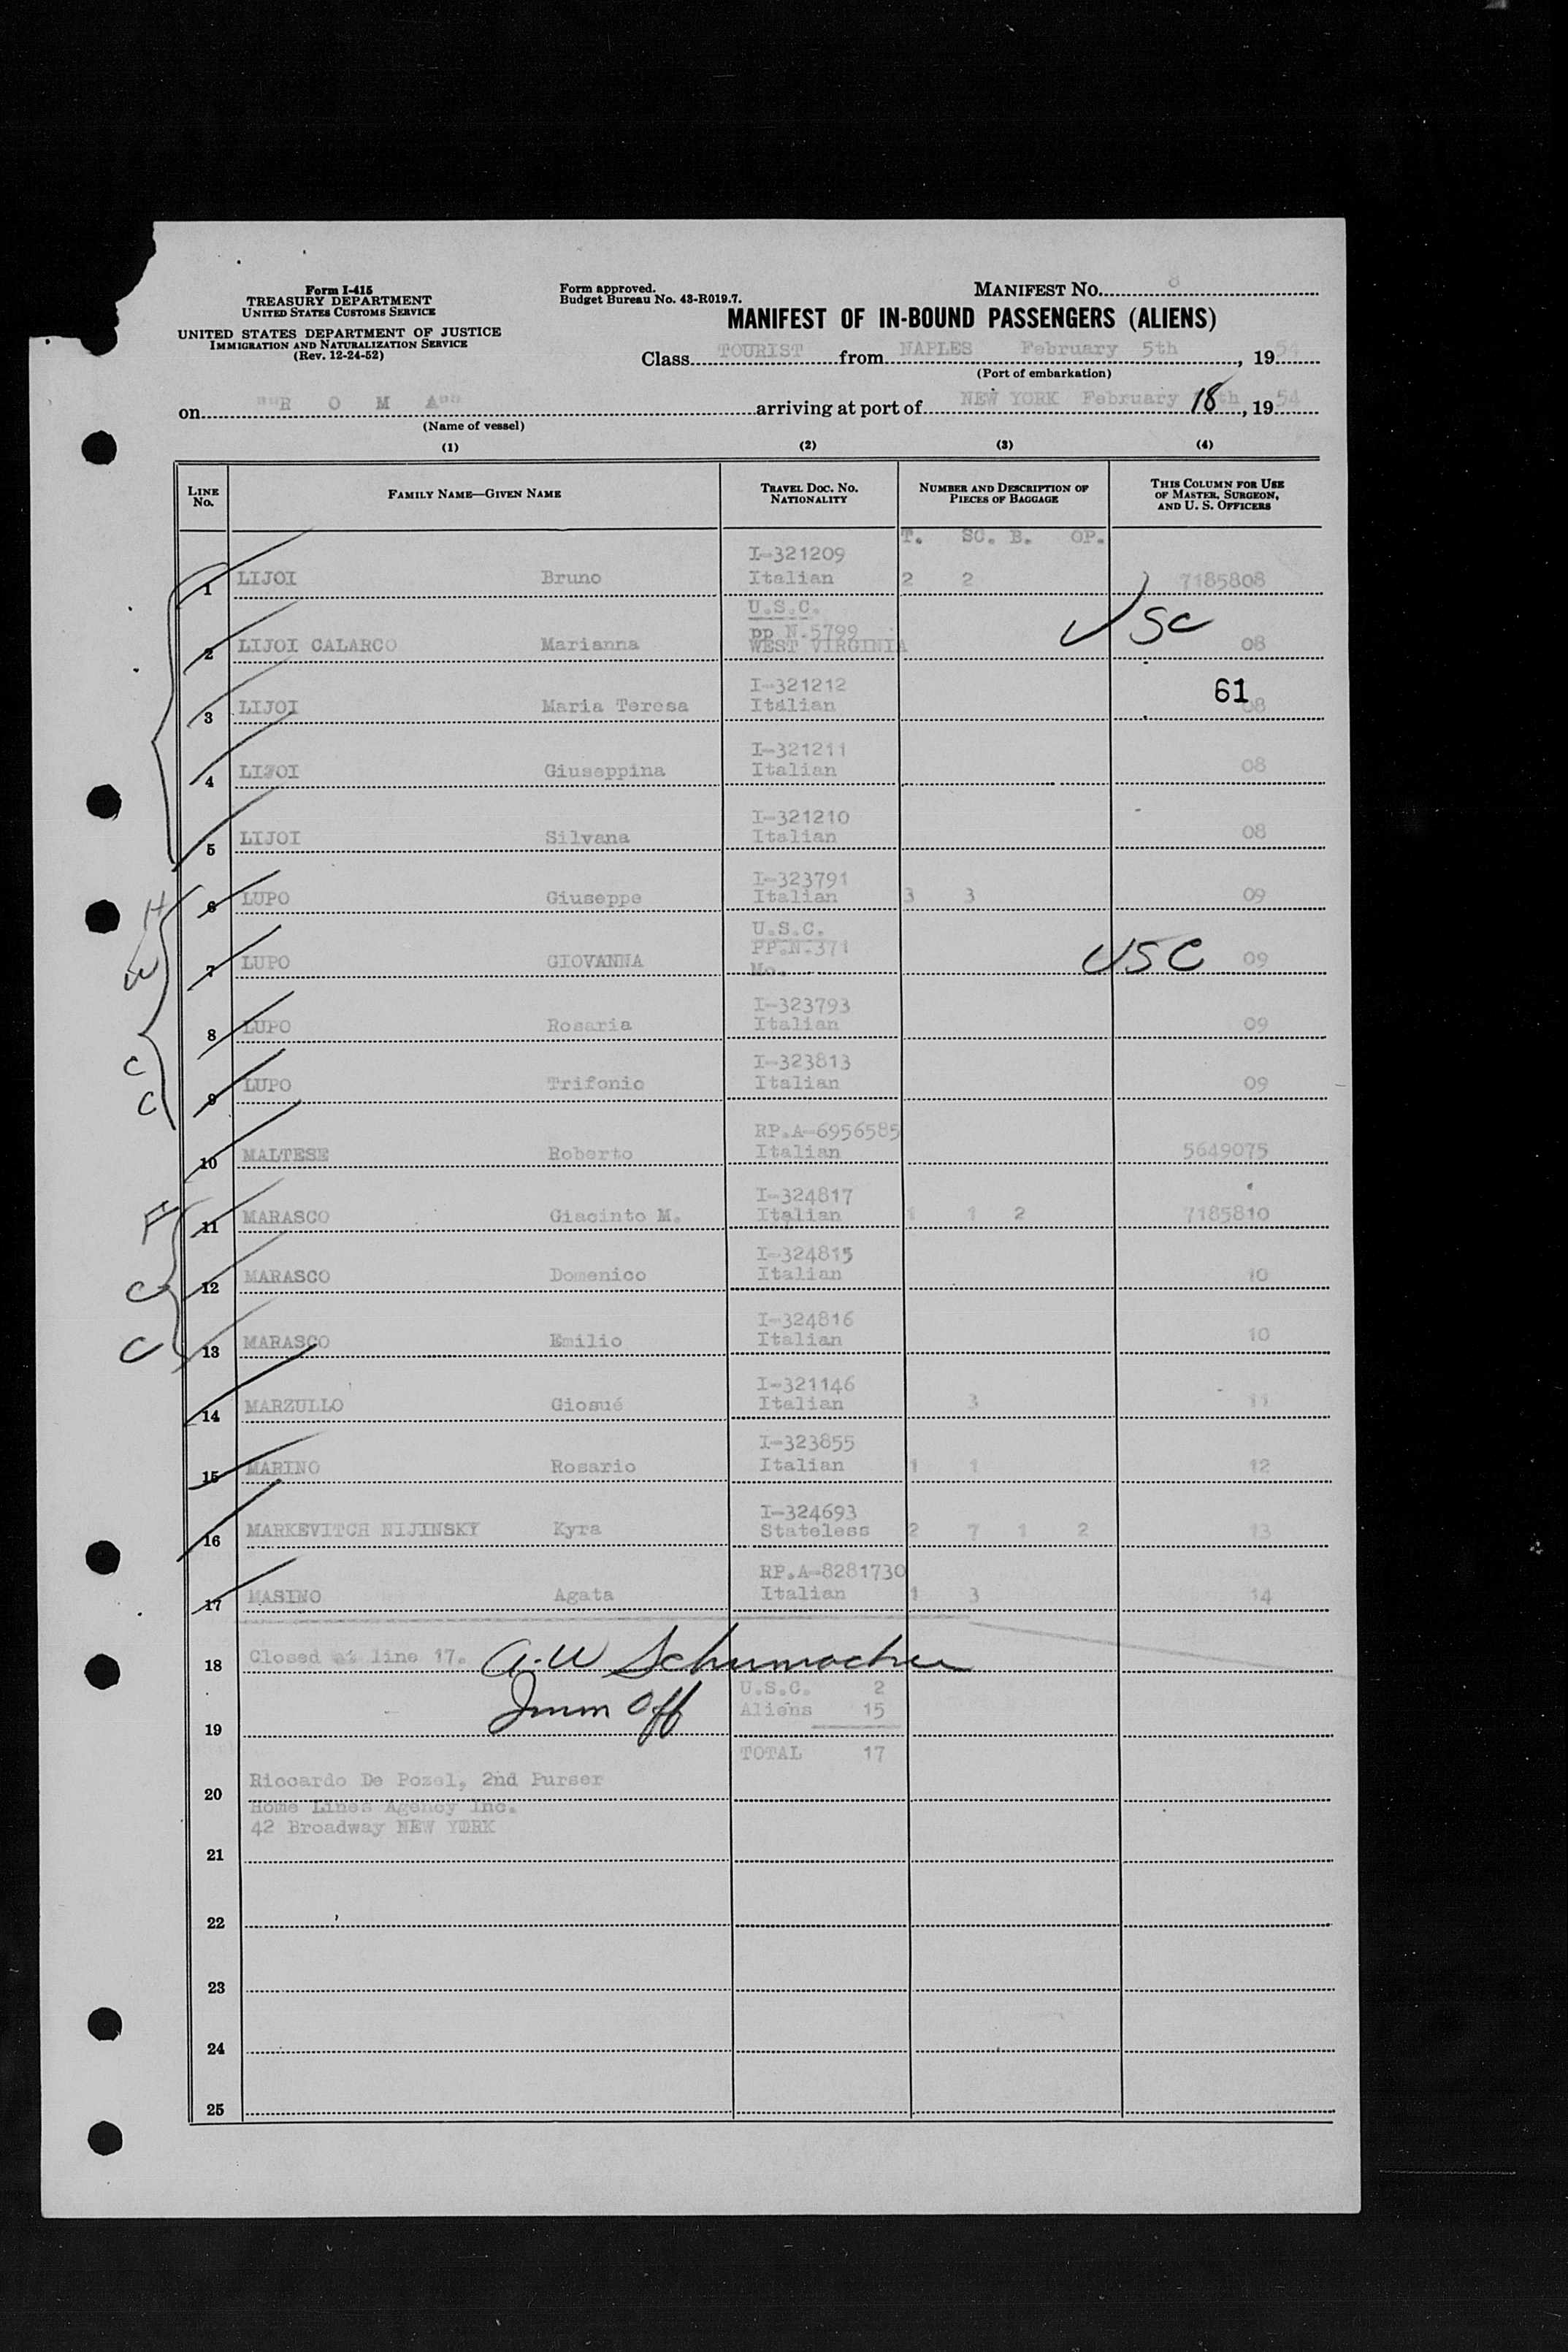 Form I-415
TREASURY DEPARTMENT
UNITED STATES CUSTOMS SERVICE
UNITED STATES DEPARTMENT OF JUSTICE
IMMIGRATION AND NATURALIZATION SERVICE
(Rev. 12-24-52)
Form approved.
Budget Bureau No. 43-R019.7.
MANIFEST NO. 8
MANIFEST OF IN-BOUND PASSENGERS (ALIENS)
Class TOURIST from NAPLES February 5th, 1954
(Port of embarkation)
on ""R O M A"" arriving at port of NEW YORK February 18 th, 1954
(Name of vessel)
(1) (2) (3) (4)
LINE NO. FAMILY NAME—GIVEN NAME TRAVEL DOC. NO. NATIONALITY NUMBER AND DESCRIPTION OF PIECES OF BAGGAGE THIS COLUMN FOR USE OF MASTER, SURGEON, AND U. S. OFFICERS
T. SC. B. OP.
I-321209
1 LIJOI Bruno Italian 2 2 7185808
U.S.C.
pp N.5799
2 LIJOI CALARCO Marianna WEST VIRGINIA USC 08
I-321212 61
3 LIJOI Maria Teresa Italian 08
I-321211
4 LIJOI Giuseppina Italian 08
I-321210
5 LIJOI Silvana Italian 08
I-323791
H 6 LUPO Giuseppe Italian 3 3 09
U.S.C.
PP.N.371
W 7 LUPO GIOVANNA Mo. USC 09
I-323793
8 LUPO Rosaria Italian 09
C
I-323813
C 9 LUPO Trifonio Italian 09
RP.A-6956585
10 MALTESE Roberto Italian 5649075
I-324817
F 11 MARASCO Giacinto M. Italian 1 1 2 7185810
I-324815
C 12 MARASCO Domenico Italian 10
I-324816
C 13 MARASCO Emilio Italian 10
I-321146
14 MARZULLO Giosué Italian 3 11
I-323855
15 MARINO Rosario Italian 1 1 12
I-324693
16 MARKEVITCH NIJINSKY Kyra Stateless 2 7 1 2 13
RP.A-8281730
17 MASINO Agata Italian 1 3 14
18 Closed at line 17. A. W Schumacher
U.S.C. 2
Imm Off Aliens 15
19
TOTAL 17
Riccardo De Pozel, 2nd Purser
20
Home Lines Agency Inc.
42 Broadway NEW YORK
21
22
23
24
25